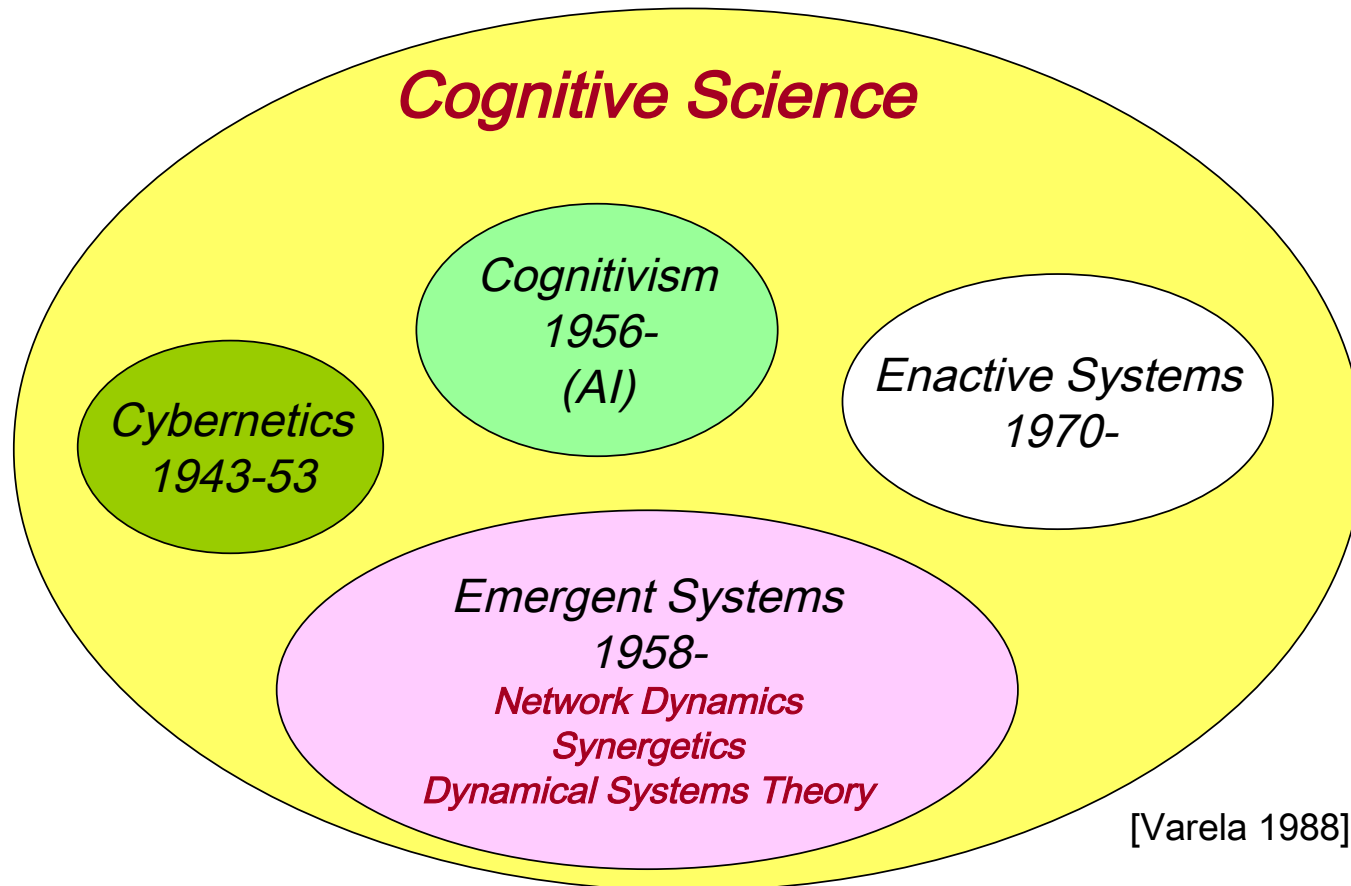 Cognitive Science
Cognitivism
1956-
(AI)
Enactive Systems
1970-
Cybernetics
1943-53
Emergent Systems
1958-
Network Dynamics
Synergetics
Dynamical Systems Theory
[Varela 1988]